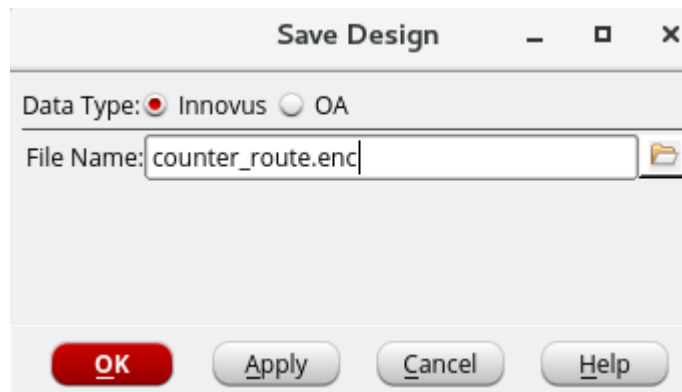 Save Design
Data Type: Innovus OA
File Name: counter_route.enc
OK Apply Cancel Help